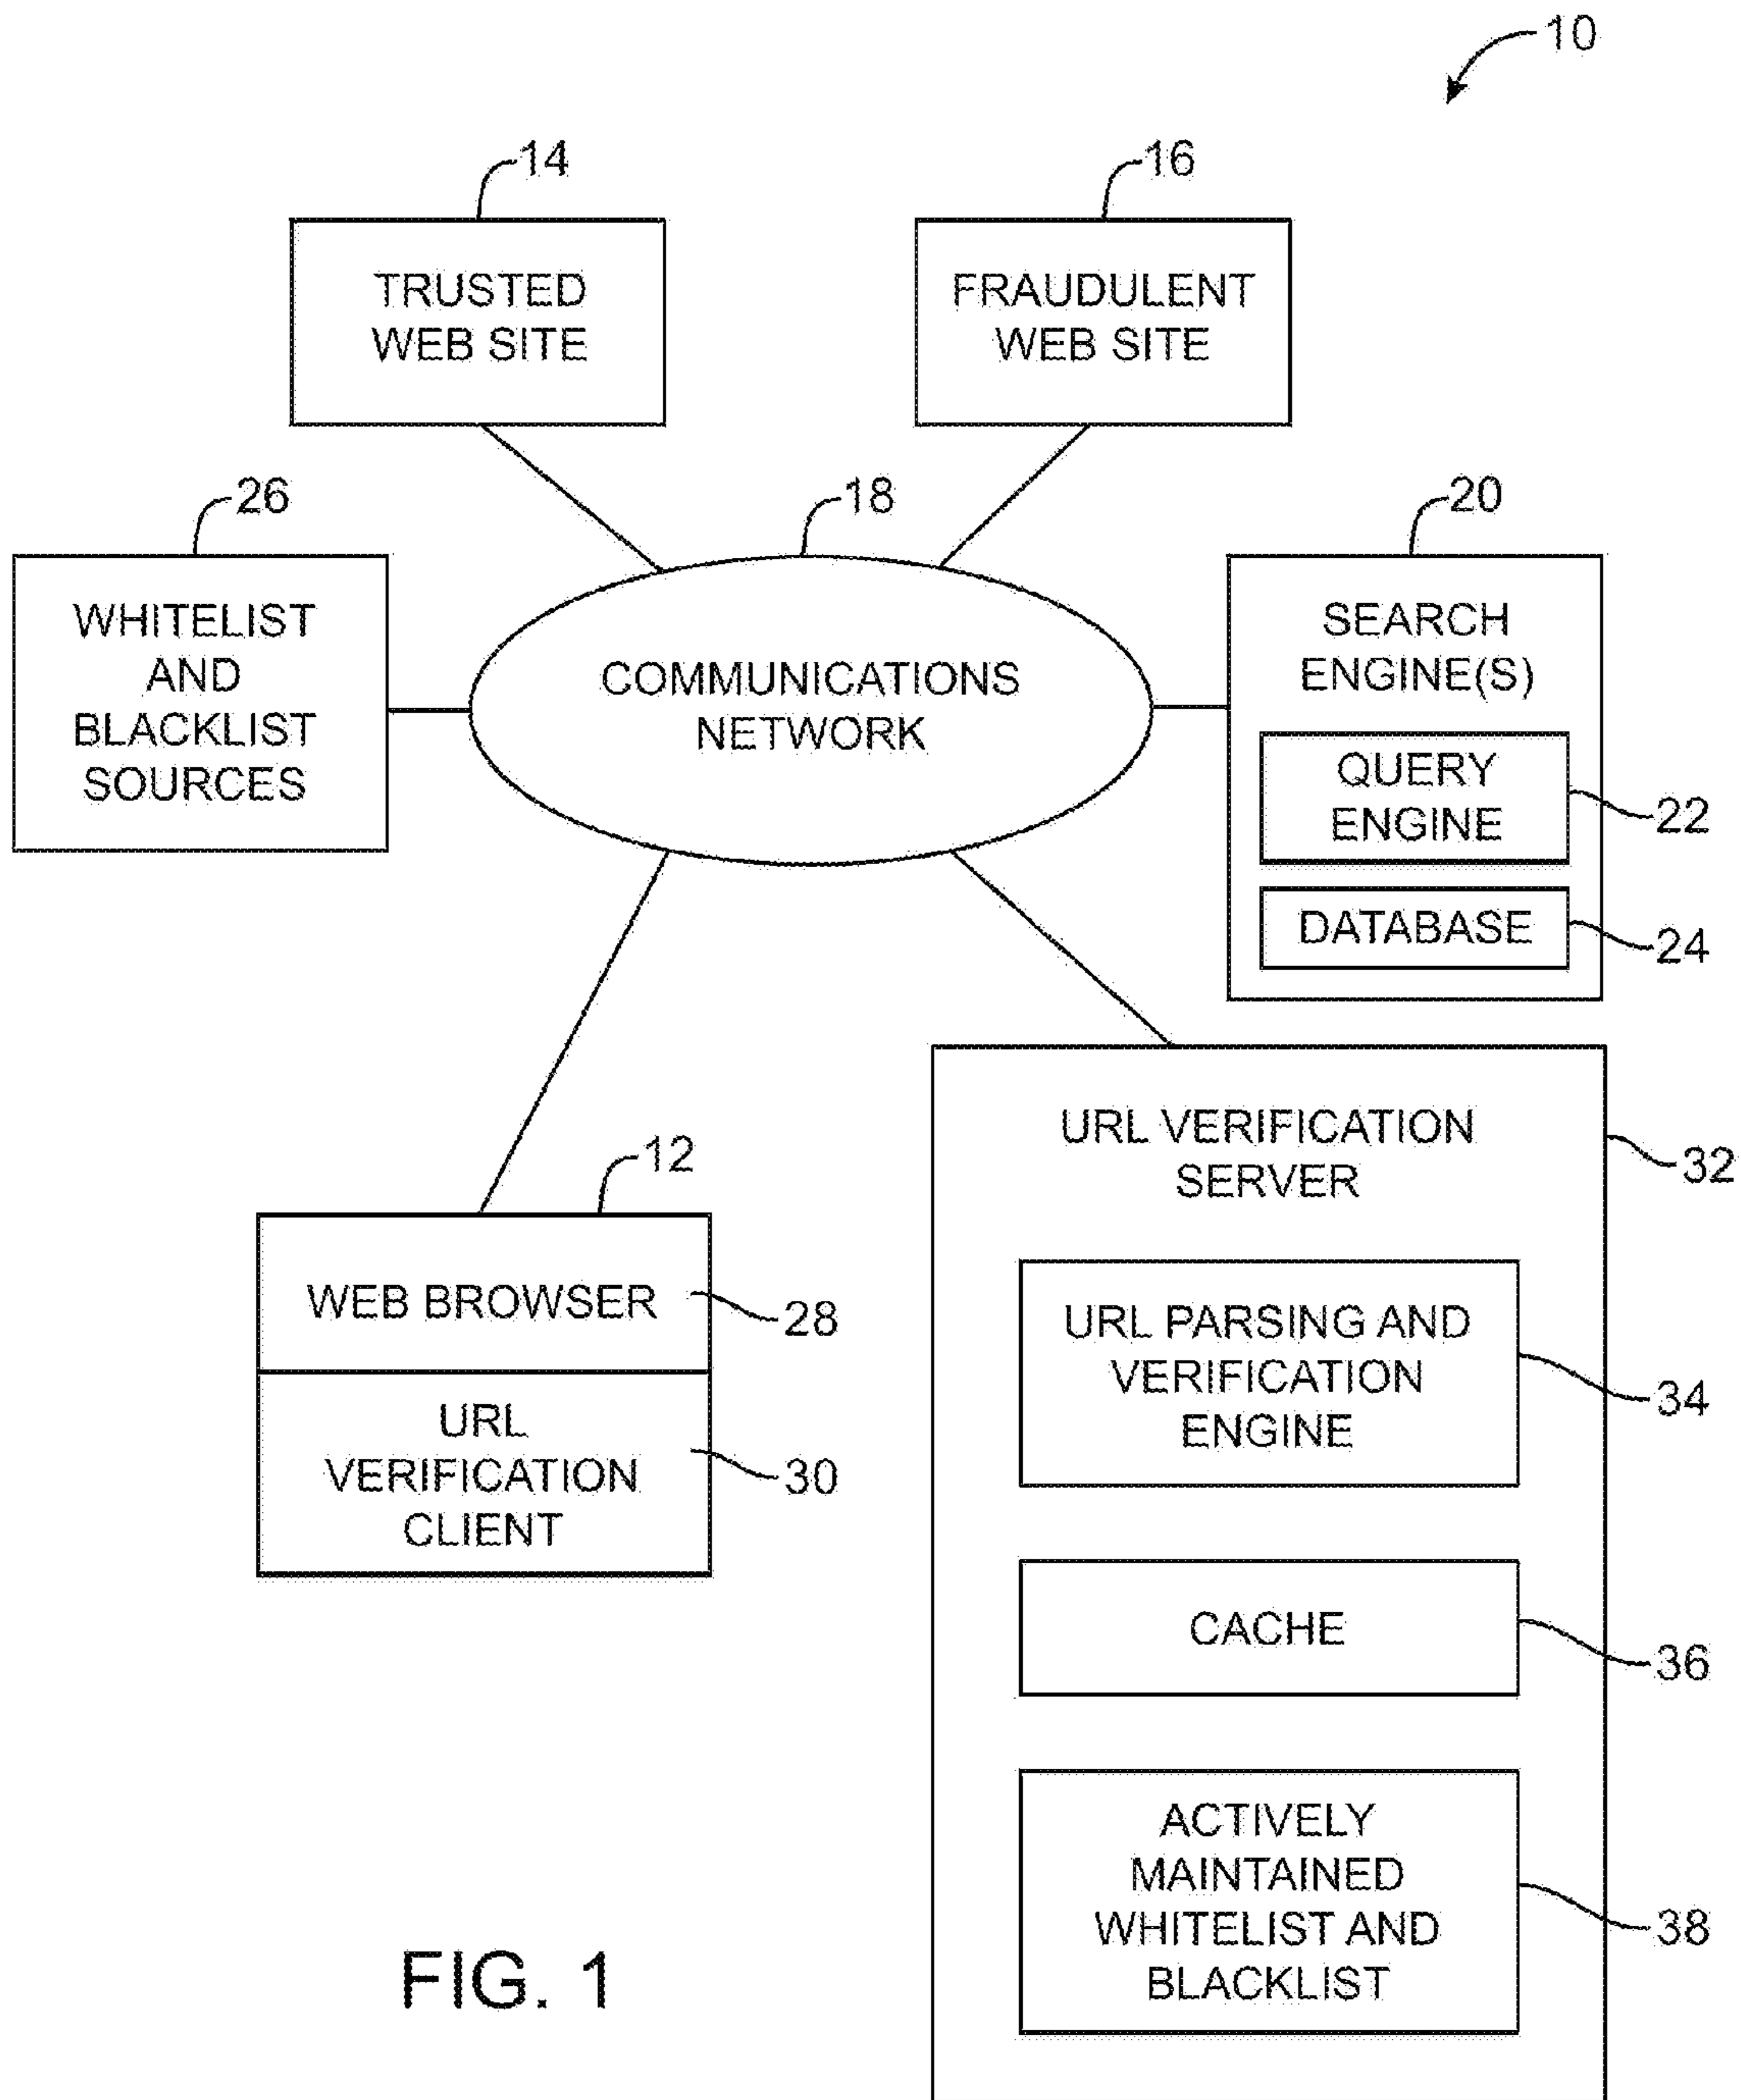 10
14
16
TRUSTED
WEB SITE
FRAUDULENT
WEB SITE
26
18
20
WHITELIST
AND
BLACKLIST
SOURCES
COMMUNICATIONS
NETWORK
SEARCH
ENGINE(S)
QUERY
ENGINE
22
DATABASE
24
12
WEB BROWSER
28
URL
VERIFICATION
CLIENT
30
URL VERIFICATION
SERVER
32
URL PARSING AND
VERIFICATION
ENGINE
34
CACHE
36
ACTIVELY
MAINTAINED
WHITELIST AND
BLACKLIST
38
FIG. 1